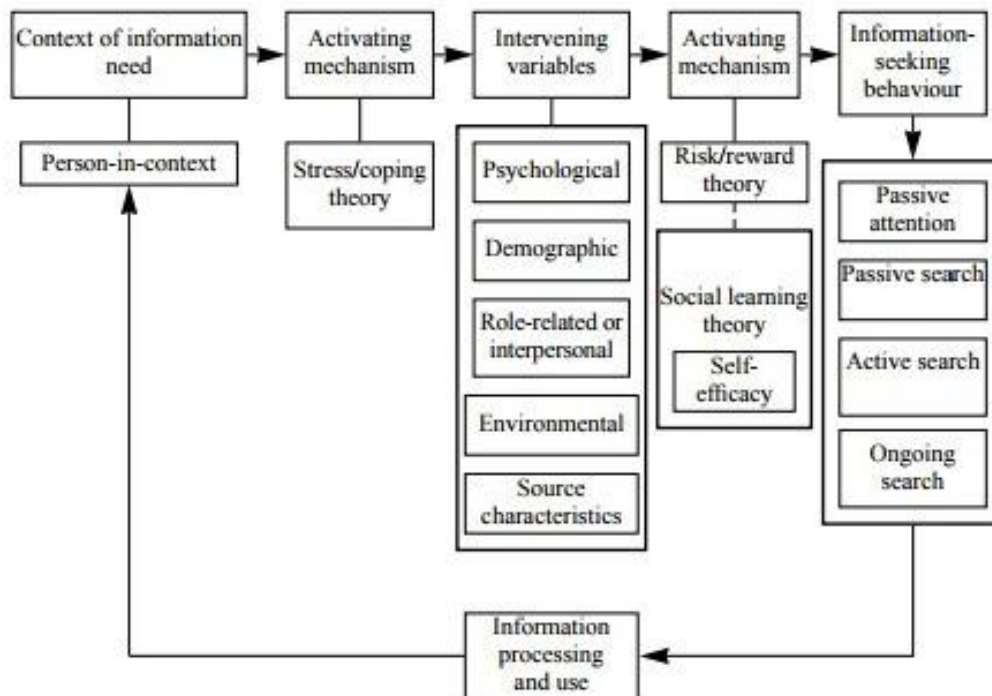 Context of information
need
Activating
mechanism
Intervening
variables
Activating
mechanism
Information-
seeking
behaviour
Person-in-context
Stress/coping
theory
Psychological
Demographic
Role-related or
interpersonal
Environmental
Source
characteristics
Risk/reward
theory
Social learning
theory
Self-
efficacy
Passive
attention
Passive search
Active search
Ongoing
search
Information
processing
and use